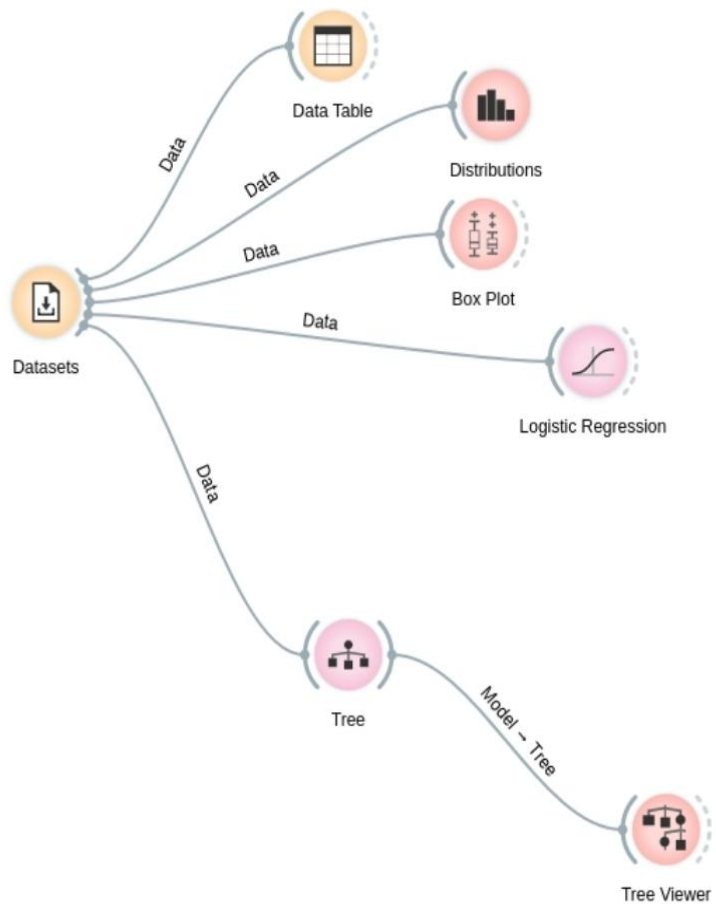 Data Table
Data
Distributions
Data
Data
Box Plot
Data
Datasets
Logistic Regression
Data
Tree
Model → Tree
Tree Viewer